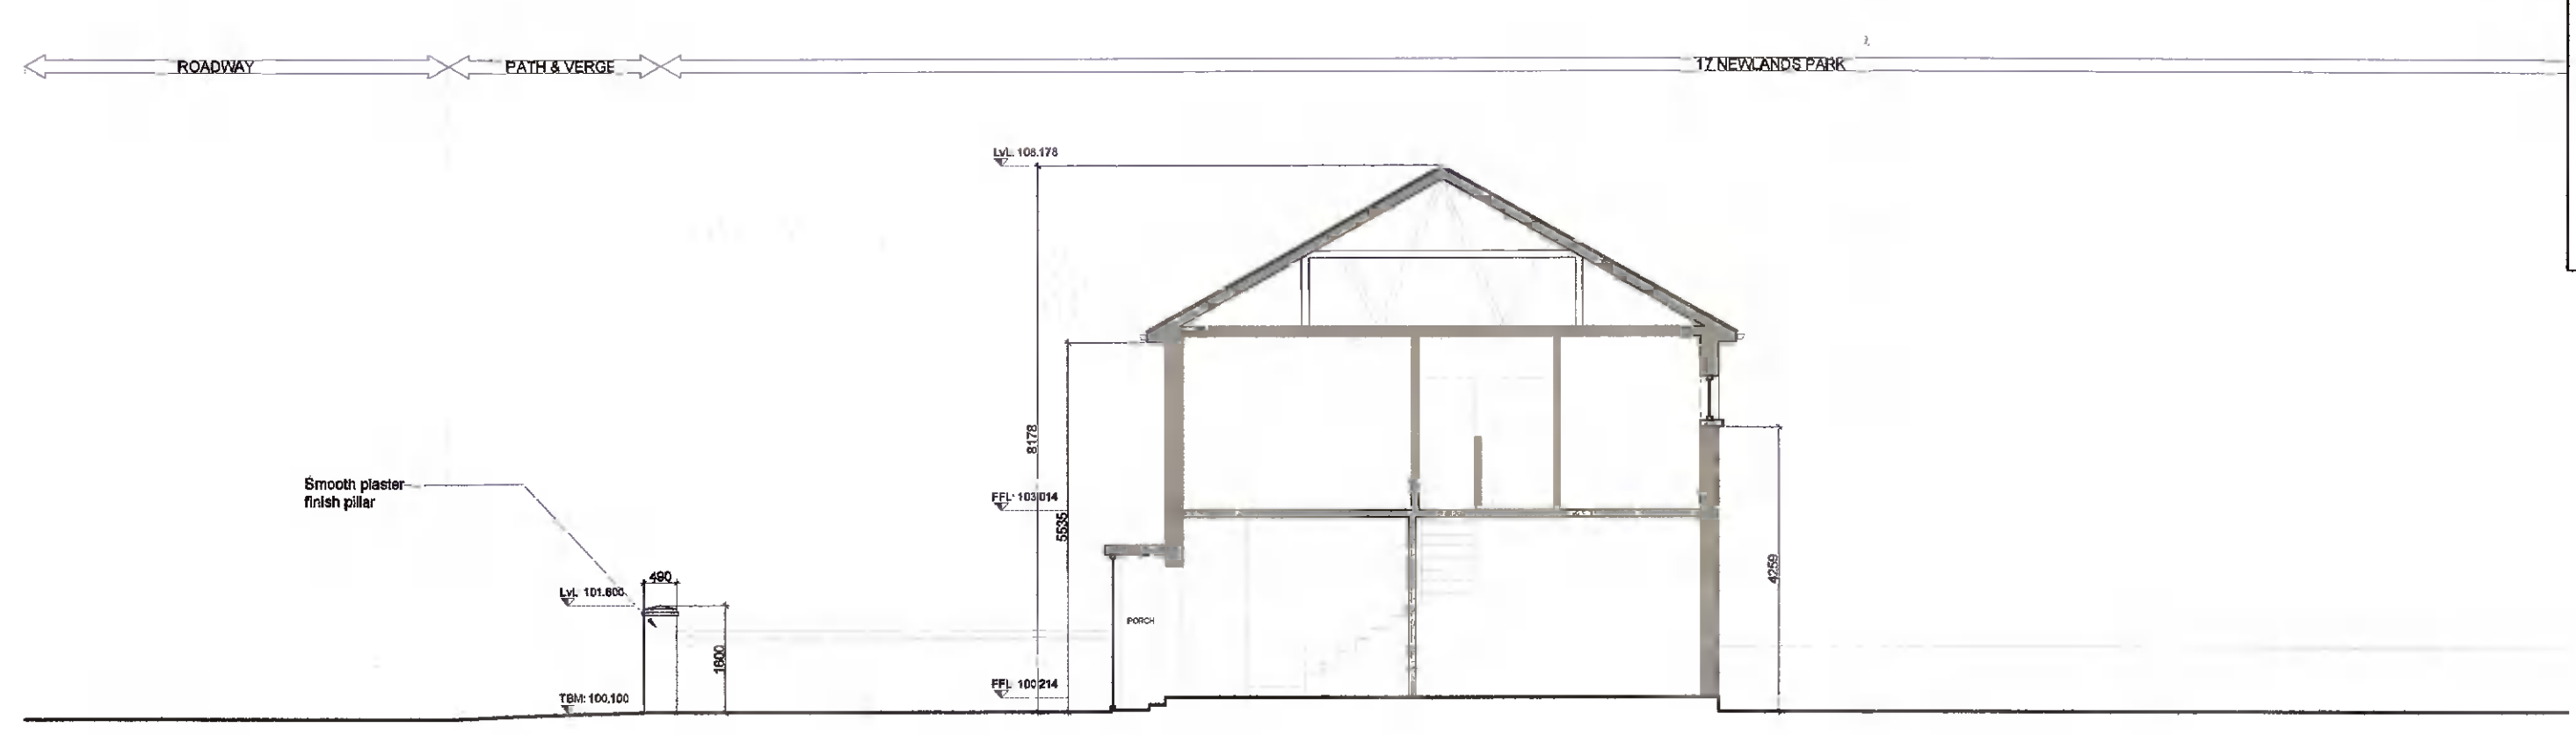 ROADWAY
PATH & VERGE
17 NEWLANDS PARK
LvL: 108.178
8178
FFL: 103.014
5535
Smooth plaster
finish pillar
490
LvL: 101.600
4259
PORCH
1600
FFL: 100.214
TBM: 100.100